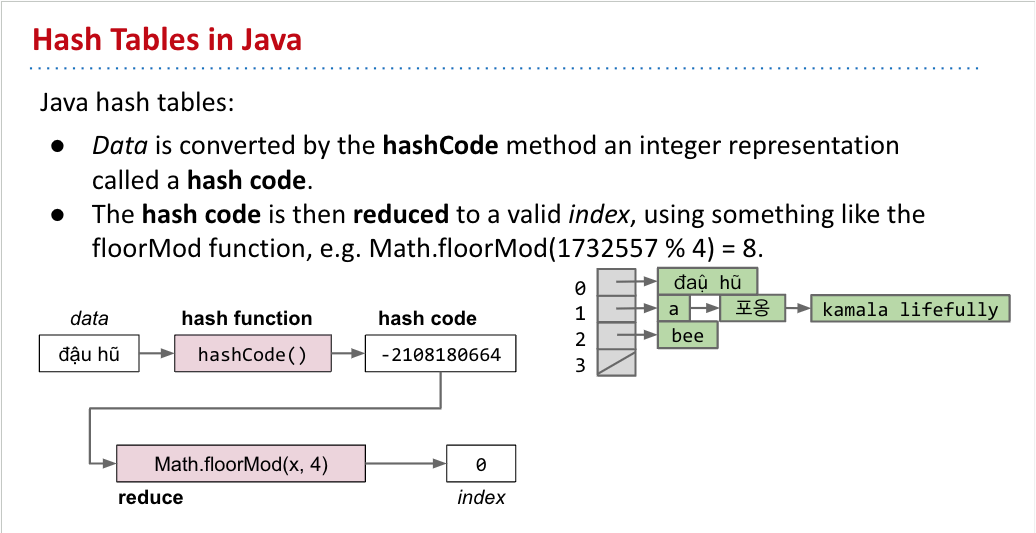 Hash Tables in Java
Java hash tables:
● Data is converted by the hashCode method an integer representation
called a hash code.
● The hash code is then reduced to a valid index, using something like the
floorMod function, e.g. Math.floorMod(1732557 % 4) = 8.
data
hash function
hash code
đậu hũ
hashCode()
-2108180664
Math.floorMod(x, 4)
0
reduce
index
0
đaụ̂ hũ
1
a
포옹
kamala lifefully
2
bee
3